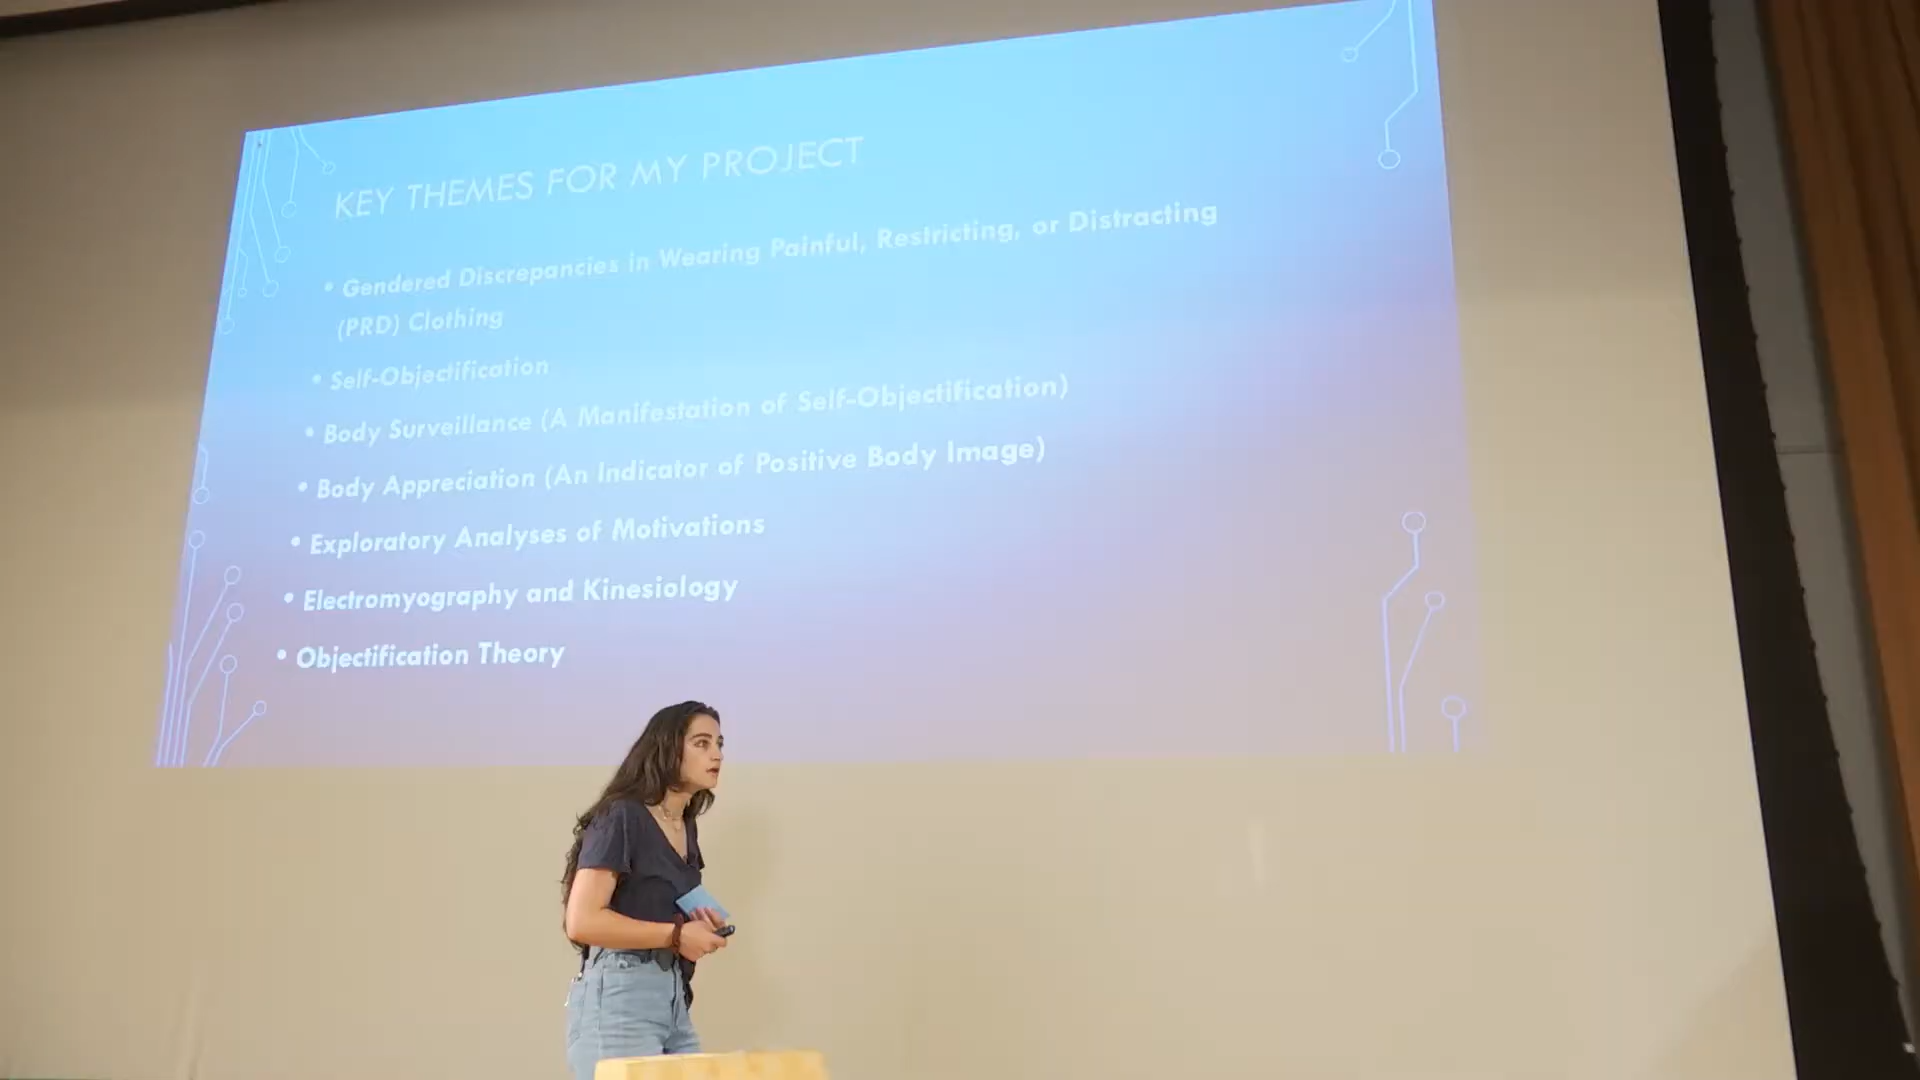 KEY THEMES FOR MY PROJECT
• Gendered Discrepancies in Wearing Painful, Restricting, or Distracting
(PRD) Clothing
• Self-Objectification
• Body Surveillance (A Manifestation of Self-Objectification)
• Body Appreciation (An Indicator of Positive Body Image)
• Exploratory Analyses of Motivations
• Electromyography and Kinesiology
• Objectification Theory